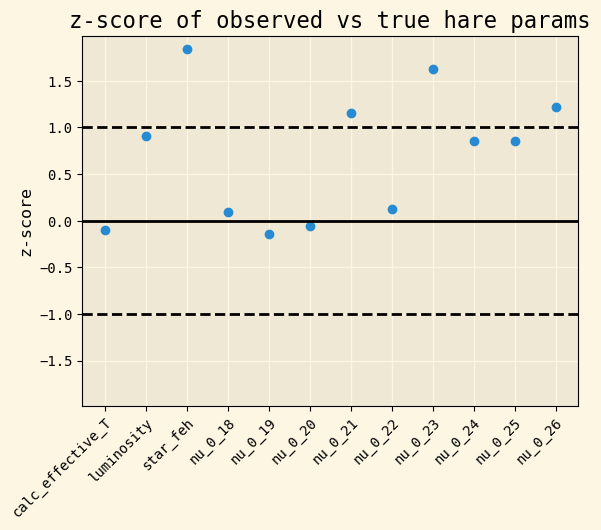 z-score of observed vs true hare params
z-score
1.5
1.0
0.5
0.0
−0.5
−1.0
−1.5
calc_effective_T
luminosity
star_feh
nu_0_18
nu_0_19
nu_0_20
nu_0_21
nu_0_22
nu_0_23
nu_0_24
nu_0_25
nu_0_26